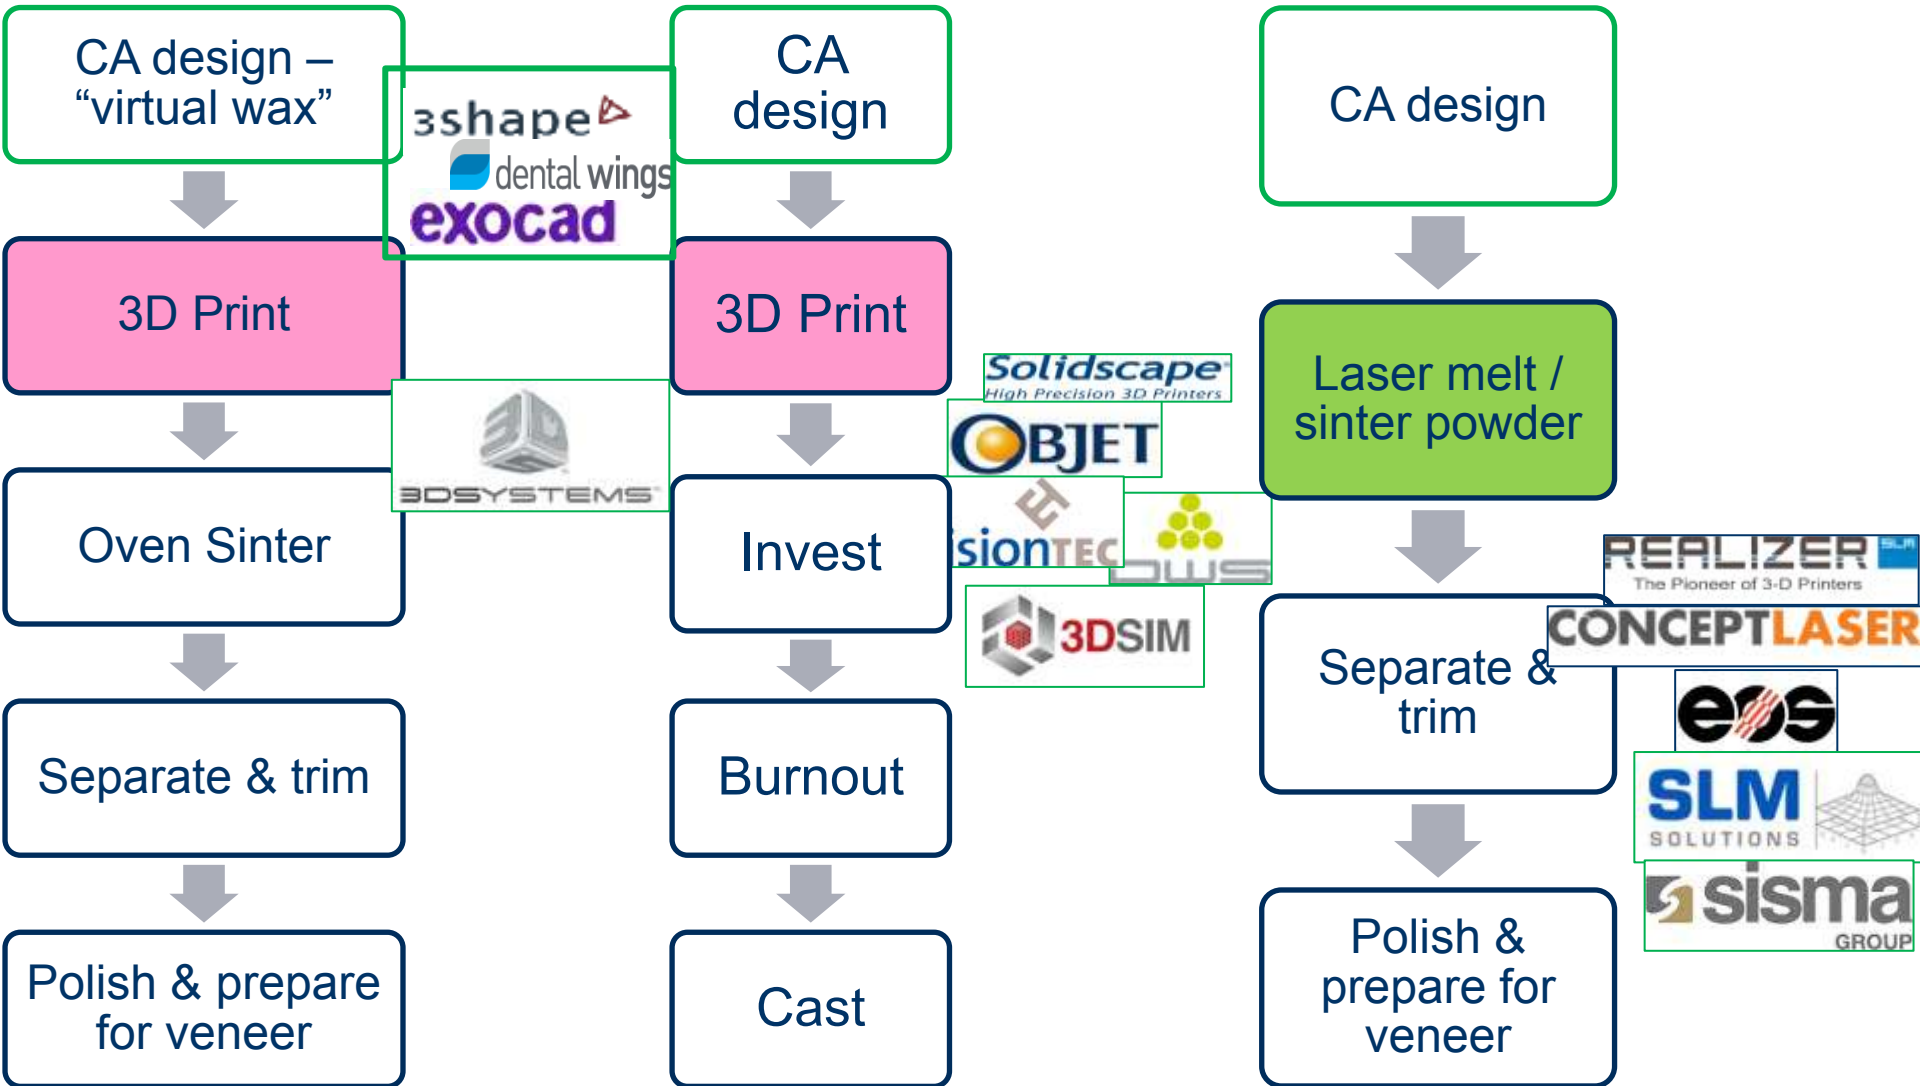 CA design –
“virtual wax”
3D Print
Oven Sinter
Separate & trim
Polish & prepare
for veneer
3shape
dental wings
exocad
3DSYSTEMS
CA
design
3D Print
Invest
Burnout
Cast
Solidscape
High Precision 3D Printers
OBJET
isionTEC
DWS
3DSIM
CA design
Laser melt /
sinter powder
Separate &
trim
Polish &
prepare for
veneer
REALIZER SLM
The Pioneer of 3-D Printers
CONCEPTLASER
eos
SLM
SOLUTIONS
sisma
GROUP